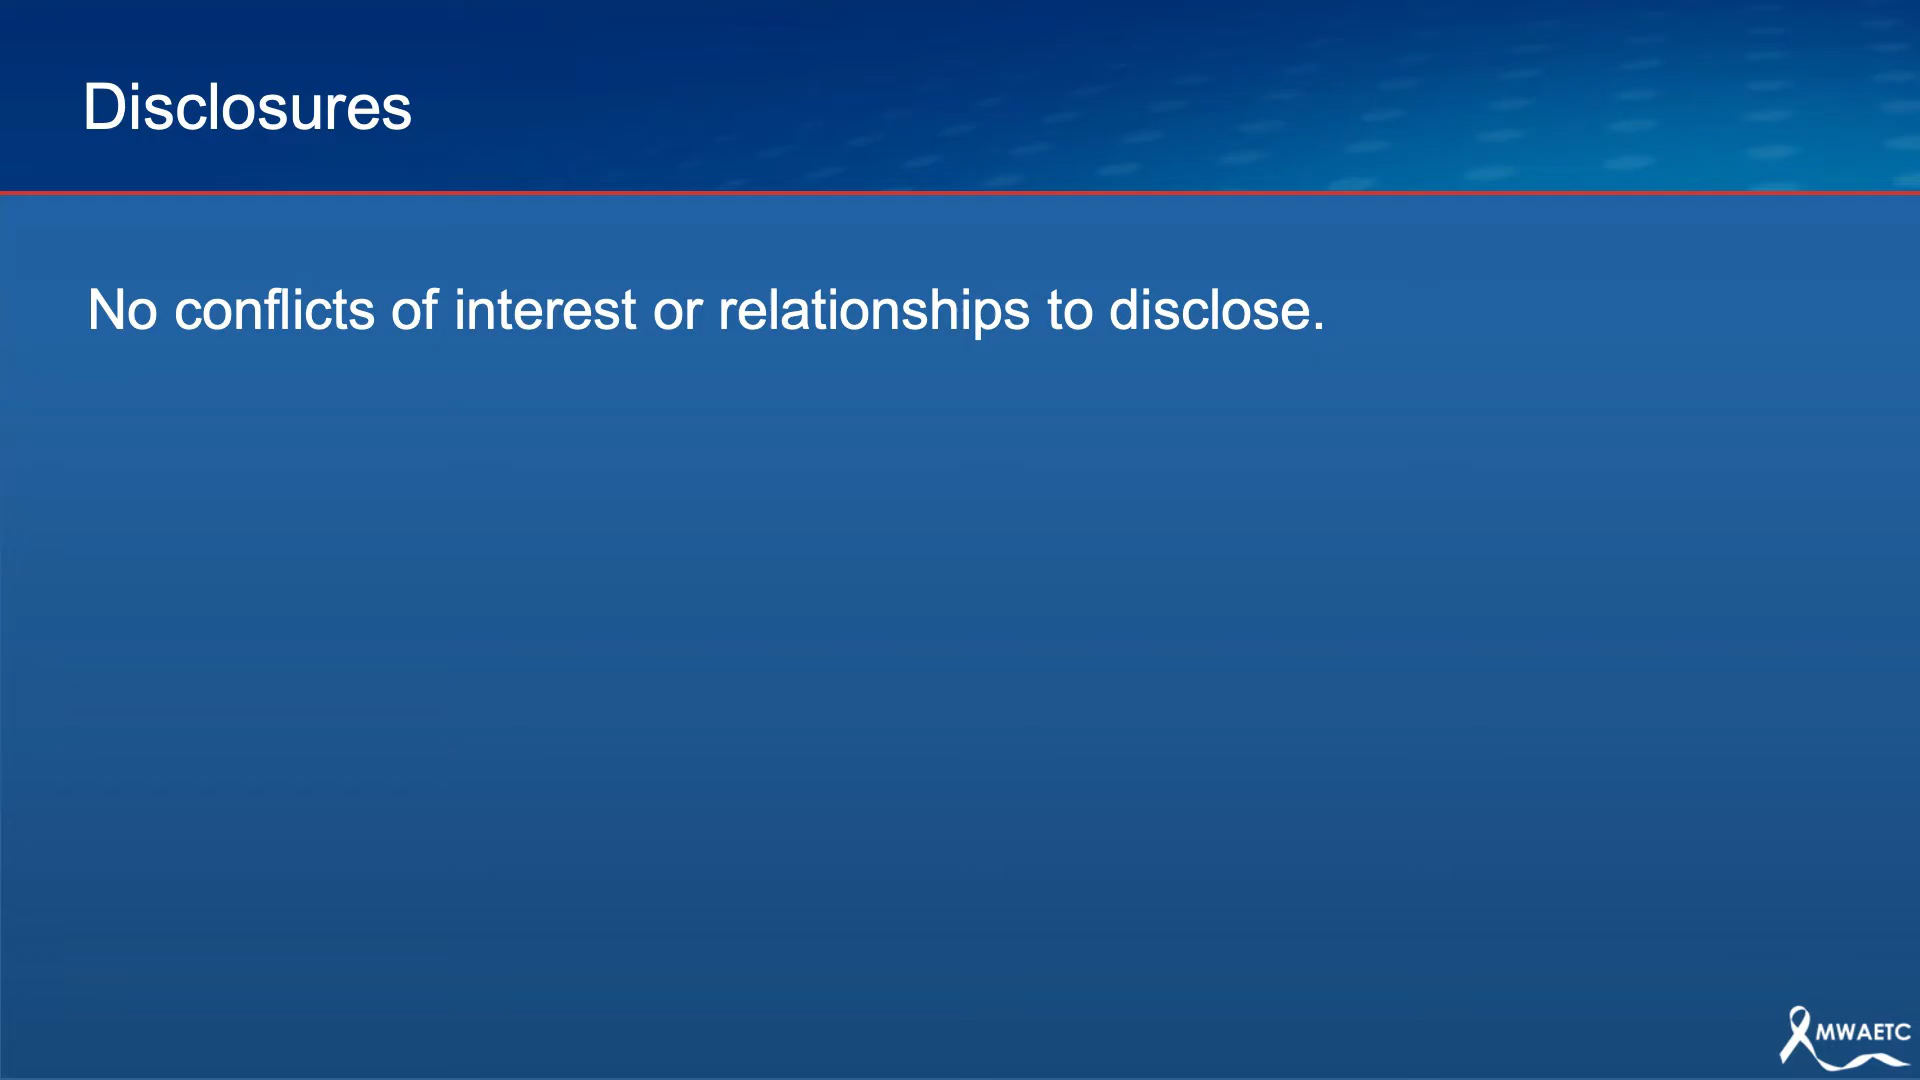 Disclosures
No conflicts of interest or relationships to disclose.
MWAETC